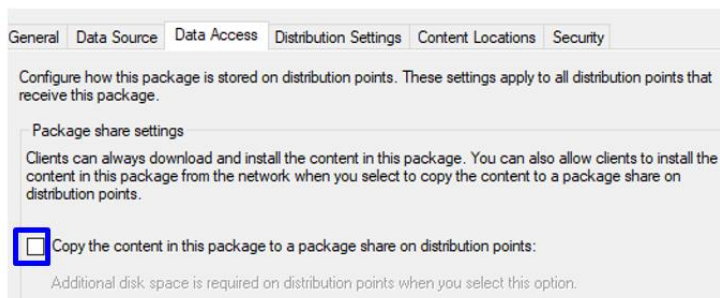 General Data Source Data Access Distribution Settings Content Locations Security
Configure how this package is stored on distribution points. These settings apply to all distribution points that
receive this package.
Package share settings
Clients can always download and install the content in this package. You can also allow clients to install the
content in this package from the network when you select to copy the content to a package share on
distribution points.
Copy the content in this package to a package share on distribution points:
Additional disk space is required on distribution points when you select this option.